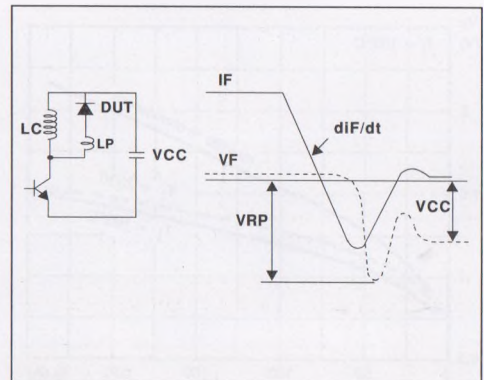 IF
DUT
diF/dt
LC
LP
VCC
VF
VRP
VCC